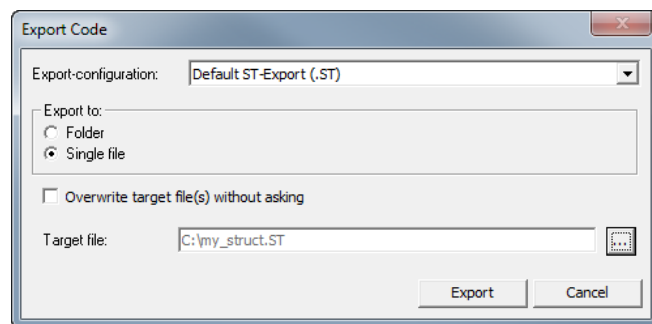 Export Code
Export-configuration: Default ST-Export (.ST)
Export to:
Folder
Single file
Overwrite target file(s) without asking
Target file: C:\my_struct.ST ...
Export Cancel